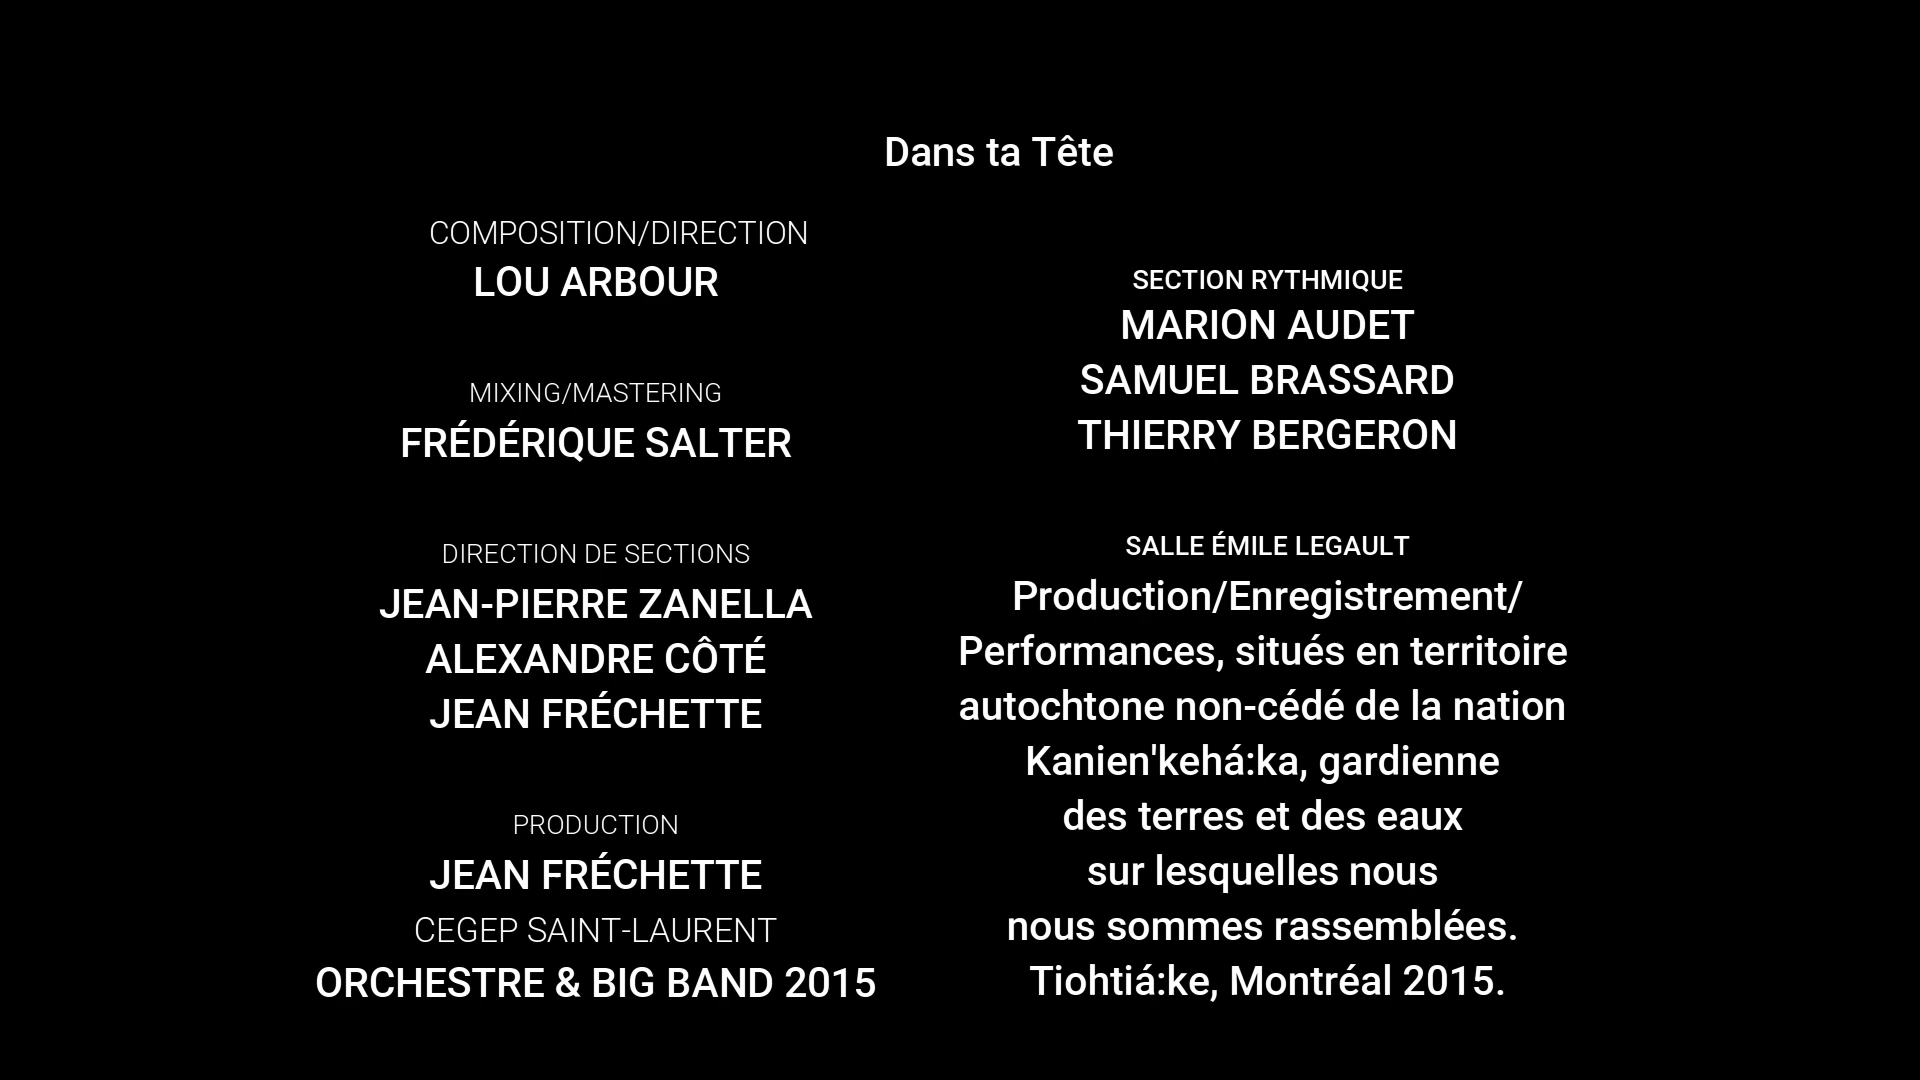 Dans ta Tête
COMPOSITION/DIRECTION
LOU ARBOUR
MIXING/MASTERING
FRÉDÉRIQUE SALTER
DIRECTION DE SECTIONS
JEAN-PIERRE ZANELLA
ALEXANDRE CÔTÉ
JEAN FRÉCHETTE
PRODUCTION
JEAN FRÉCHETTE
CEGEP SAINT-LAURENT
ORCHESTRE & BIG BAND 2015
SECTION RYTHMIQUE
MARION AUDET
SAMUEL BRASSARD
THIERRY BERGERON
SALLE ÉMILE LEGAULT
Production/Enregistrement/
Performances, situés en territoire
autochtone non-cédé de la nation
Kanien'kehá:ka, gardienne
des terres et des eaux
sur lesquelles nous
nous sommes rassemblées.
Tiohtiá:ke, Montréal 2015.